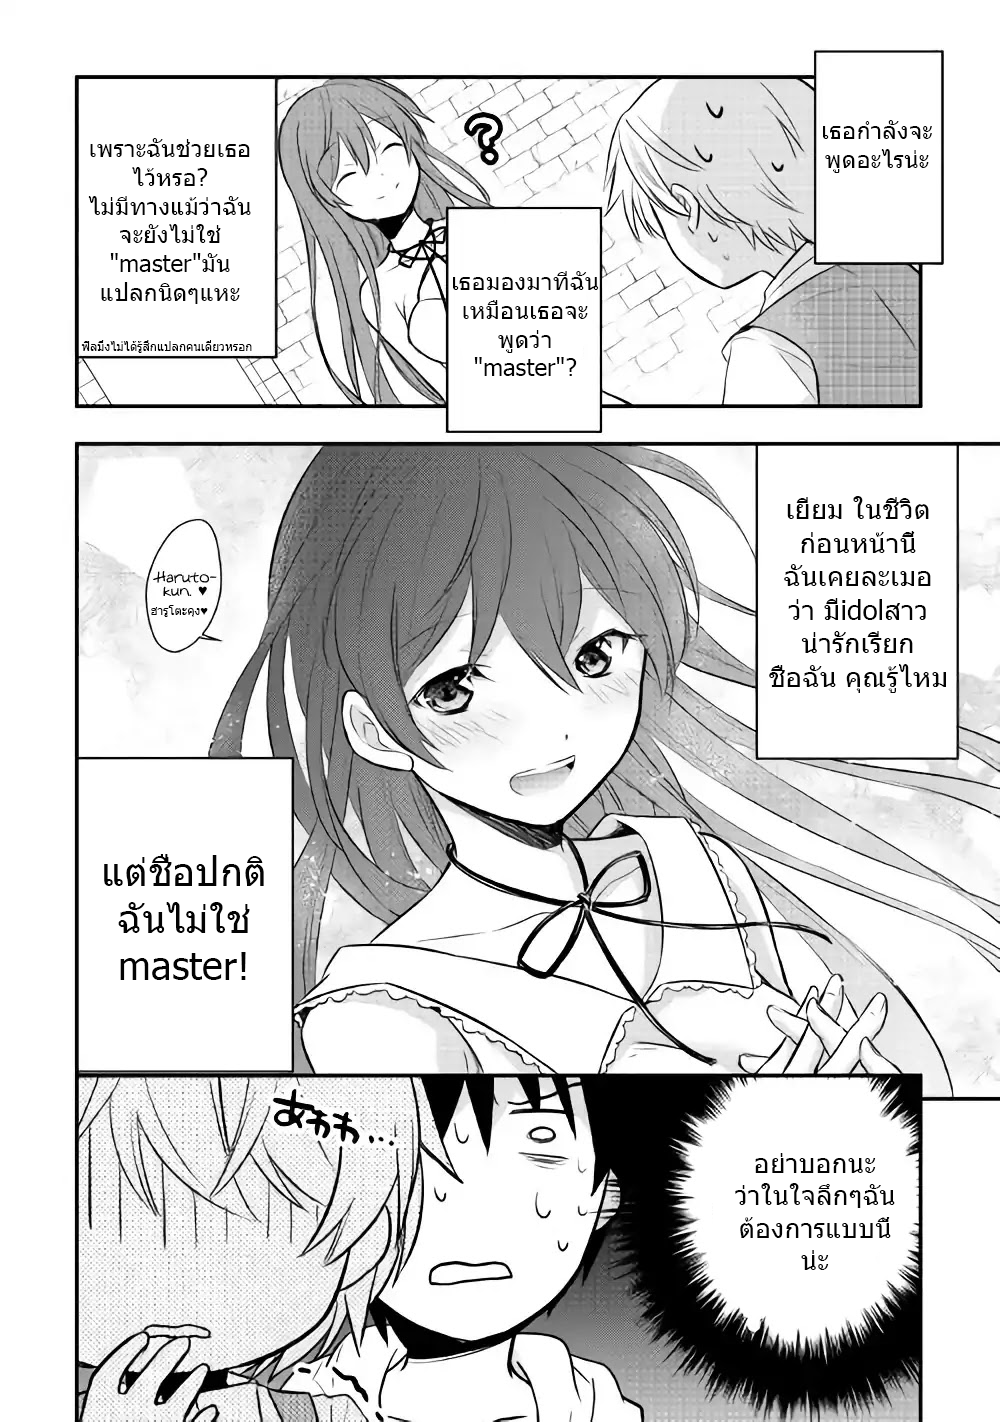 เธอกำลังจะ
พูดอะไรน่ะ
?
เธอมองมาทีฉัน
เหมือนเธอจะ
พูดว่า
"master"?
เพราะฉันช่วยเธอ
ไว้หรอ?
ไม่มีทางแม้ว่าฉัน
จะยังไม่ใช่
"master"มัน
แปลกนิดๆแหะ
พีลมึงไม่ได้รู้สึกแปลกคนเดียวหรอก
เยียม ในชีวิต
ก่อนหน้านี
ฉันเคยละเมอ
ว่า มีidolสาว
น่ารักเรียก
ชือฉัน คุณรู้ไหม
Haruto-
kun. ♥
ฮารูโตะคุง♥
แต่ชือปกติ
ฉันไม่ใช่
master!
อย่าบอกนะ
ว่าในใจลึกๆฉัน
ต้องการแบบนี
น่ะ
あわわ…